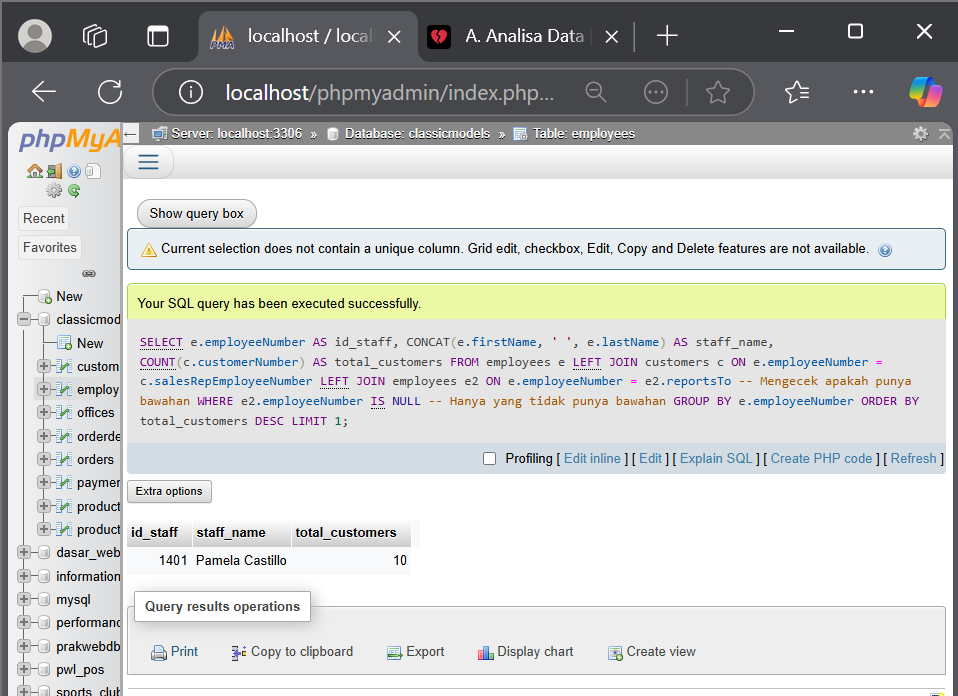 localhost / local
A. Analisa Data
localhost/phpmyadmin/index.php...
phpMyA
Server: localhost:3306 » Database: classicmodels » Table: employees
Recent
Favorites
New
classicmod
New
custom
employ
offices
orderde
orders
paymen
product
product
dasar_web
information
mysql
performanc
prakwebdb
pwl_pos
sports_club
Show query box
Current selection does not contain a unique column. Grid edit, checkbox, Edit, Copy and Delete features are not available.
Your SQL query has been executed successfully.
SELECT e.employeeNumber AS id_staff, CONCAT(e.firstName, ' ', e.lastName) AS staff_name,
COUNT(c.customerNumber) AS total_customers FROM employees e LEFT JOIN customers c ON e.employeeNumber =
c.salesRepEmployeeNumber LEFT JOIN employees e2 ON e.employeeNumber = e2.reportsTo -- Mengecek apakah punya
bawahan WHERE e2.employeeNumber IS NULL -- Hanya yang tidak punya bawahan GROUP BY e.employeeNumber ORDER BY
total_customers DESC LIMIT 1;
Profiling [ Edit inline ] [ Edit ] [ Explain SQL ] [ Create PHP code ] [ Refresh ]
Extra options
id_staff staff_name total_customers
1401 Pamela Castillo 10
Query results operations
Print Copy to clipboard Export Display chart Create view